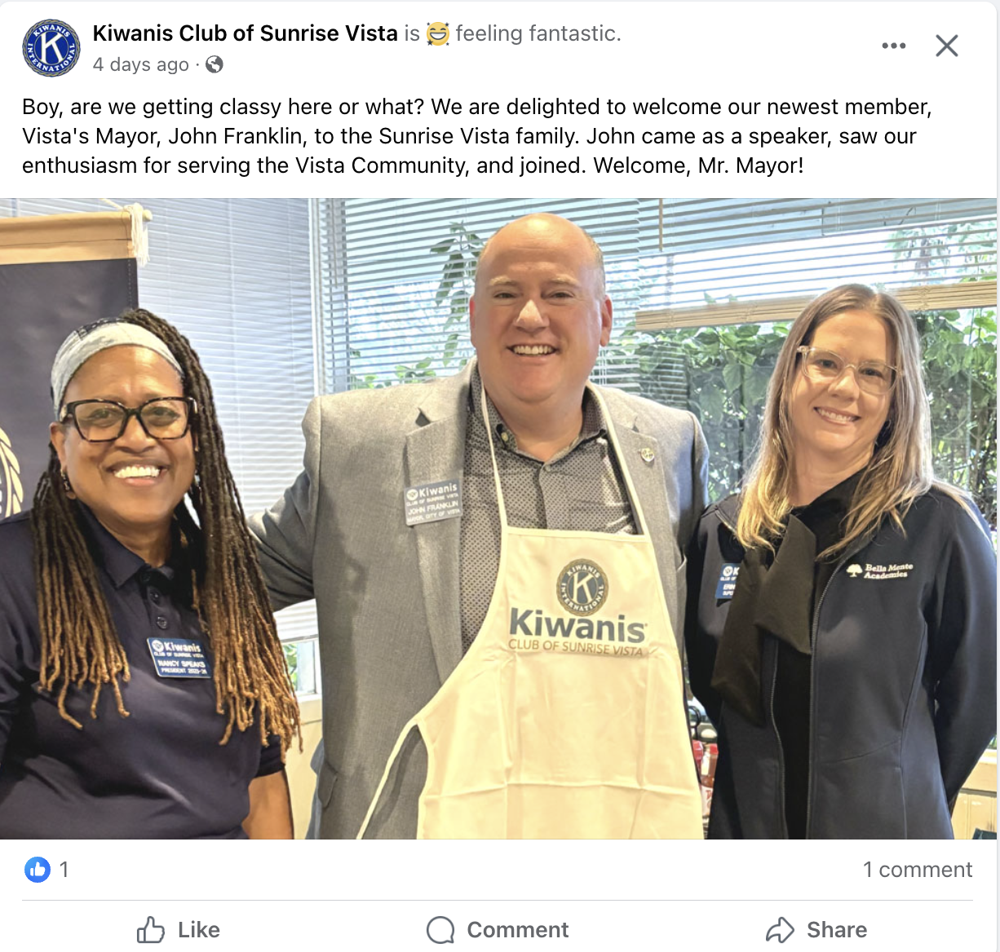 Kiwanis Club of Sunrise Vista is feeling fantastic.
4 days ago ·
Boy, are we getting classy here or what? We are delighted to welcome our newest member,
Vista's Mayor, John Franklin, to the Sunrise Vista family. John came as a speaker, saw our
enthusiasm for serving the Vista Community, and joined. Welcome, Mr. Mayor!
KIWANIS
K
INTERNATIONAL
Kiwanis
CLUB OF SUNRISE VISTA
NANCY SPEAKS
PRESIDENT
Kiwanis
CLUB OF SUNRISE VISTA
JOHN FRANKLIN
MAYOR, CITY OF VISTA
KIWANIS
K
INTERNATIONAL
Kiwanis
CLUB OF SUNRISE VISTA
K
ERIN
Bella Mente
Academies
1
1 comment
Like
Comment
Share